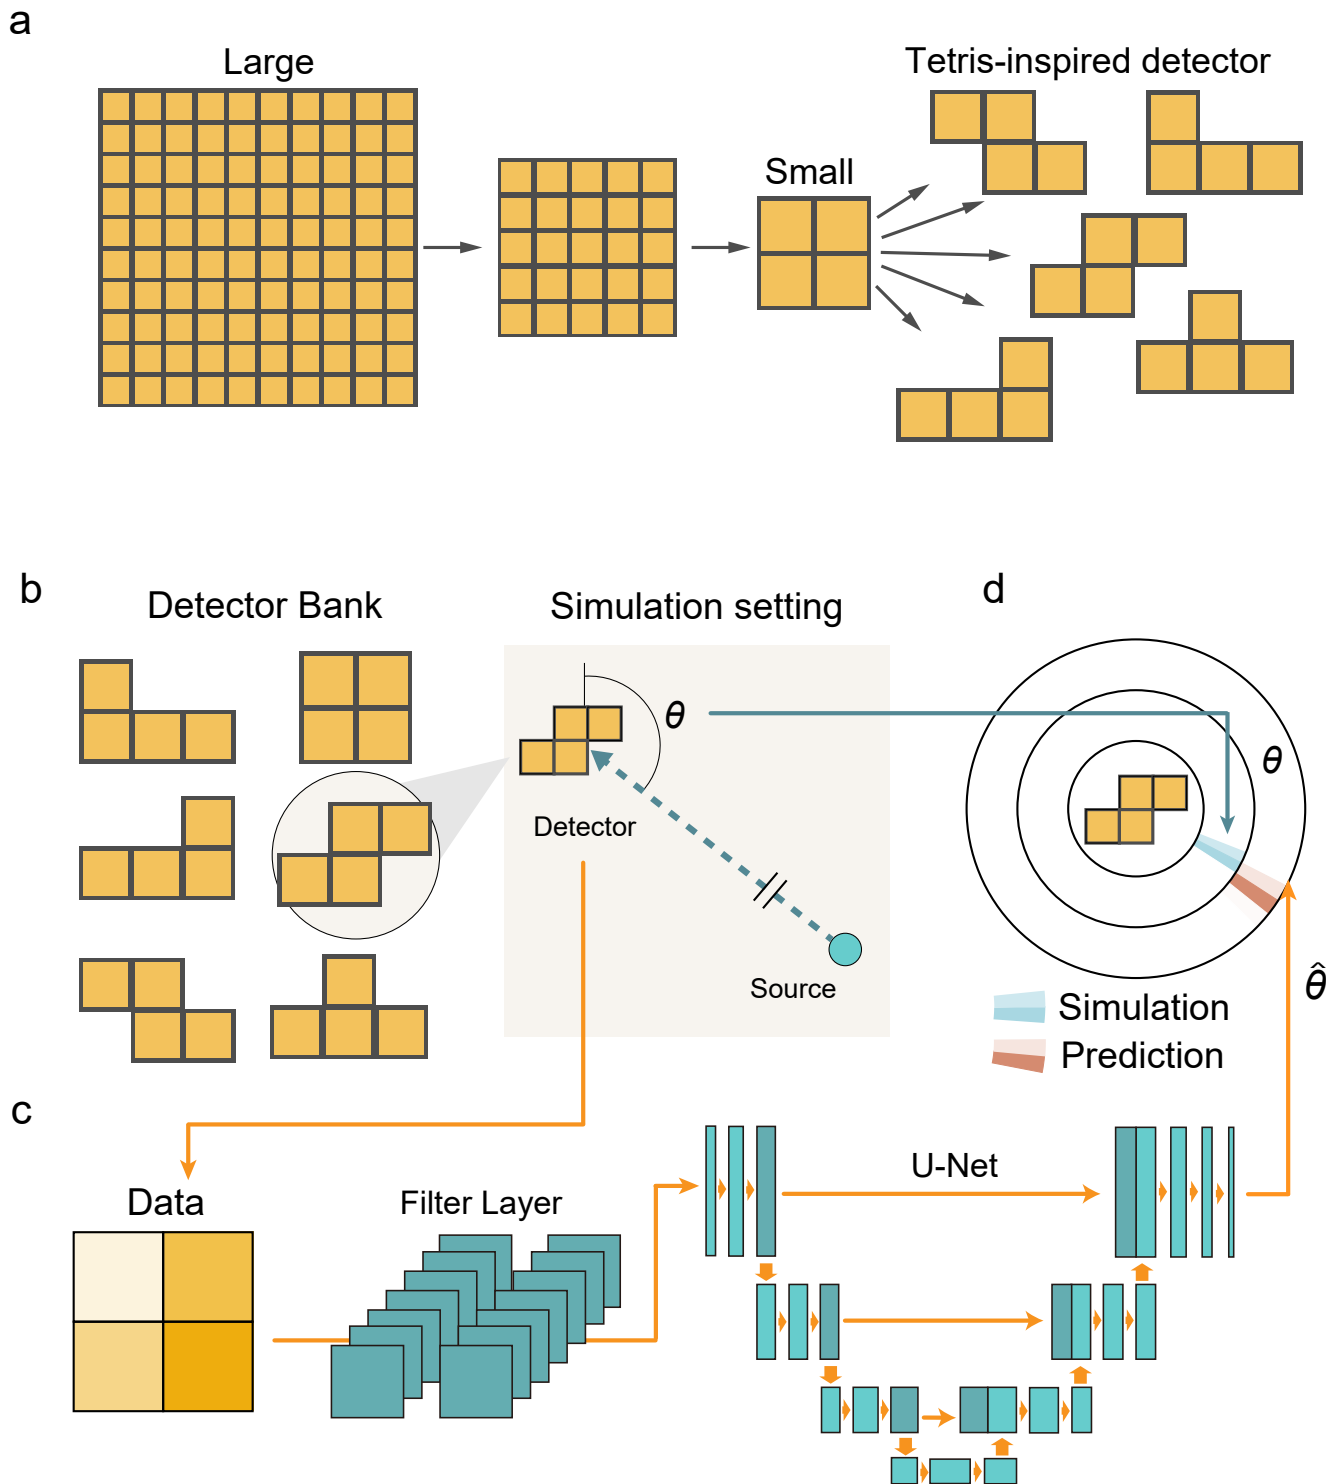 a
Large
Tetris-inspired detector
Small
b
Detector Bank
Simulation setting
d
θ
θ
Detector
Source
θ̂
Simulation
Prediction
c
Data
Filter Layer
U-Net